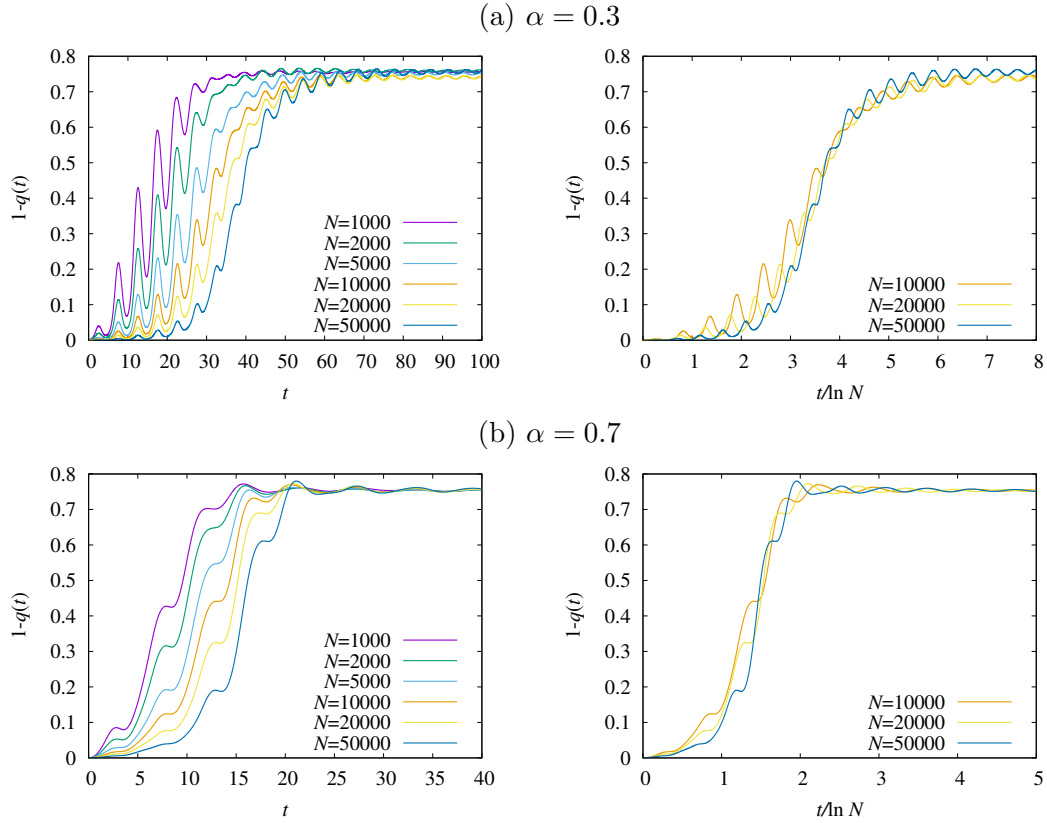 (a) α = 0.3
1-q(t)
0.8
0.7
0.6
0.5
0.4
0.3
0.2
0.1
0
N=1000
N=2000
N=5000
N=10000
N=20000
N=50000
0 10 20 30 40 50 60 70 80 90 100
t
1-q(t)
0.8
0.7
0.6
0.5
0.4
0.3
0.2
0.1
0
N=10000
N=20000
N=50000
0 1 2 3 4 5 6 7 8
t/ln N
(b) α = 0.7
1-q(t)
0.8
0.7
0.6
0.5
0.4
0.3
0.2
0.1
0
N=1000
N=2000
N=5000
N=10000
N=20000
N=50000
0 5 10 15 20 25 30 35 40
t
1-q(t)
0.8
0.7
0.6
0.5
0.4
0.3
0.2
0.1
0
N=10000
N=20000
N=50000
0 1 2 3 4 5
t/ln N